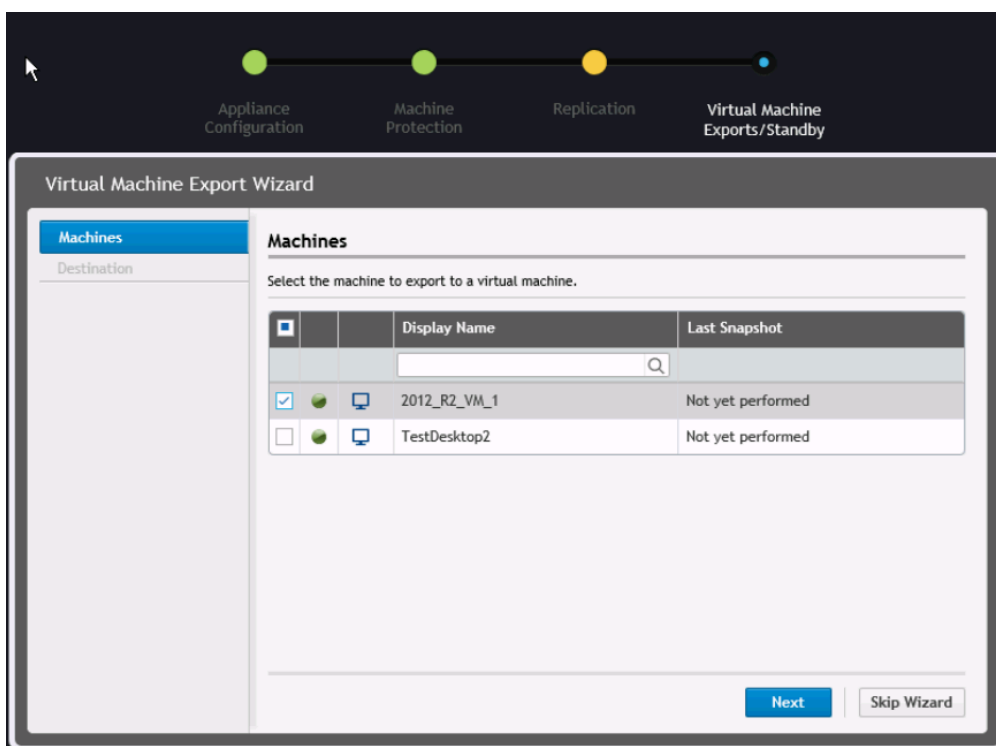 Appliance
Configuration
Machine
Protection
Replication
Virtual Machine
Exports/Standby
Virtual Machine Export Wizard
Machines
Destination
Machines
Select the machine to export to a virtual machine.
Display Name Last Snapshot
2012_R2_VM_1 Not yet performed
TestDesktop2 Not yet performed
Next Skip Wizard